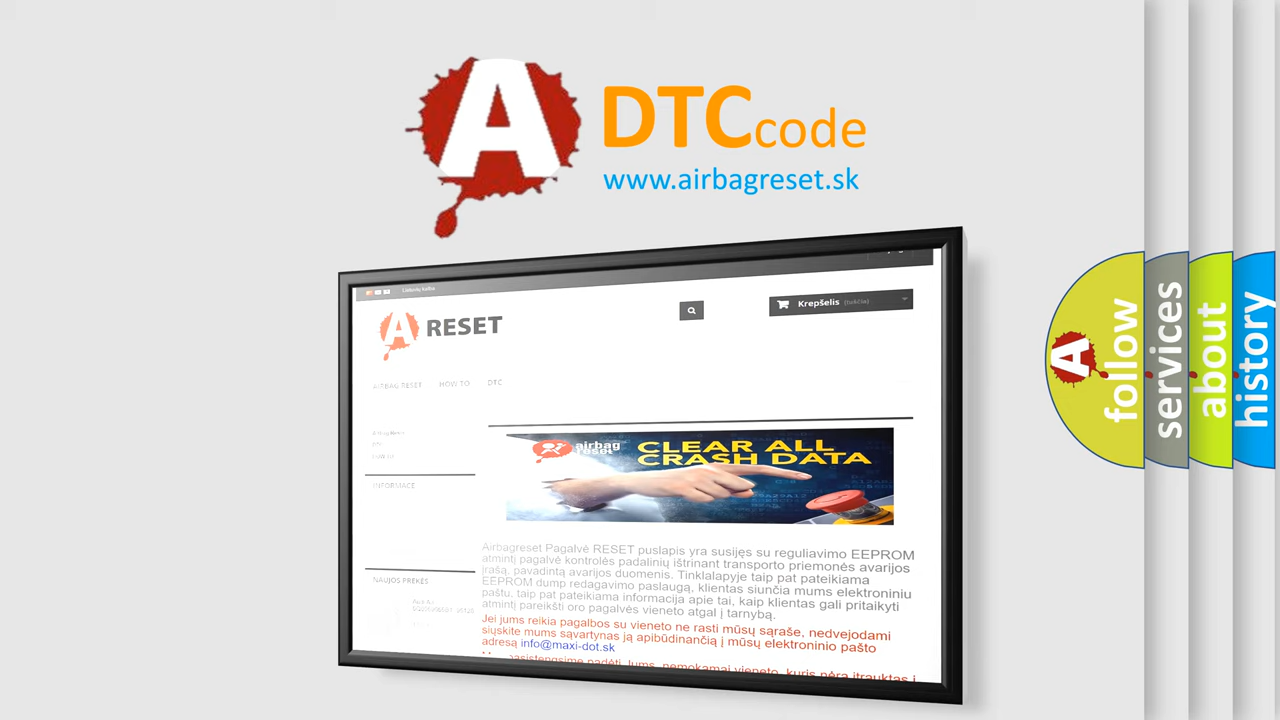 A DTC code
www.airbagreset.sk
Lietuvių kalba
A RESET
Krepšelis (tuščia)
AIRBAG RESET HOW TO DTC
INFORMACE
NAUJOS PREKĖS
airbag
reset
CLEAR ALL
CRASH DATA
Airbagreset Pagalvė RESET puslapis yra susijęs su reguliavimo EEPROM
atmintį pagalvė kontrolės padalinių ištrinant transporto priemonės avarijos
įrašą, pavadintą avarijos duomenis. Tinklalapyje taip pat pateikiama
EEPROM dump redagavimo paslaugą, klientas siunčia mums elektroniniu
paštu, taip pat pateikiama informacija apie tai, kaip klientas gali pritaikyti
atmintį pareikšti oro pagalvės vieneto atgal į tarnybą.
Jei jums reikia pagalbos su vieneto ne rasti mūsų sąraše, nedvejodami
siųskite mums sąvartynas ją apibūdinančią į mūsų elektroninio pašto
adresą info@maxi-dot.sk
A follow
services
about
history